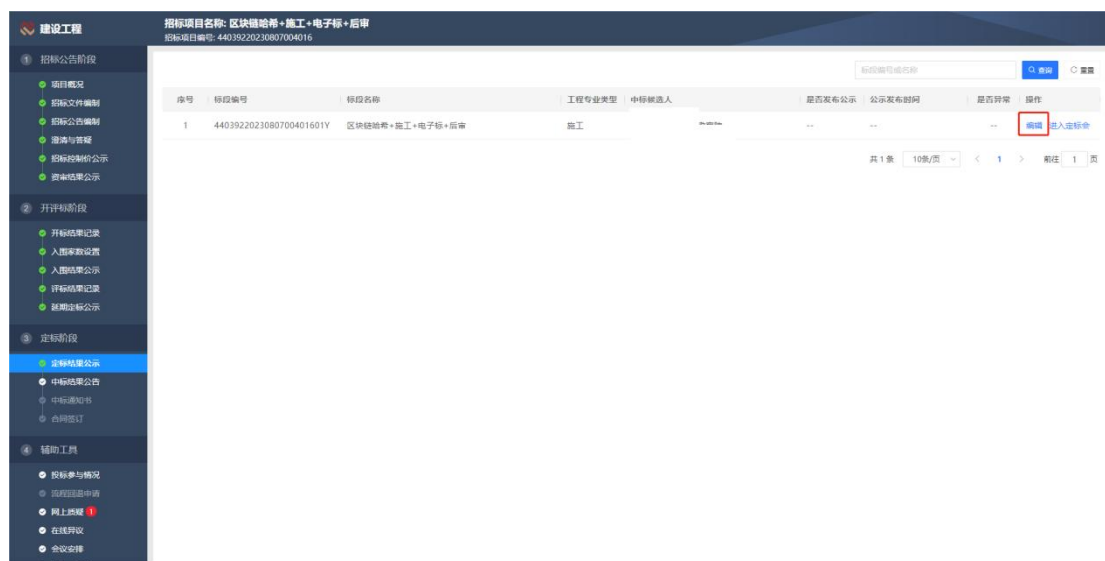 建设工程
招标项目名称: 区块链哈希+施工+电子标+后审
招标项目编号: 44039220230807004016
1 招标公告阶段
项目概况
招标文件编制
招标公告编制
澄清与答疑
招标控制价公示
资审结果公示
2 开评标阶段
开标结果记录
入围家数设置
入围结果公示
评标结果记录
延期定标公示
3 定标阶段
定标结果公示
中标结果公告
中标通知书
合同签订
4 辅助工具
投标参与情况
流程回退申请
网上质疑 1
在线异议
会议安排
标段编号或名称 查询 重置
序号 标段编号 标段名称 工程专业类型 中标候选人 是否发布公示 公示发布时间 是否异常 操作
1 4403922023080700401601Y 区块链哈希+施工+电子标+后审 施工 -- -- -- 编辑 进入定标会
共 1 条 10条/页 < 1 > 前往 1 页